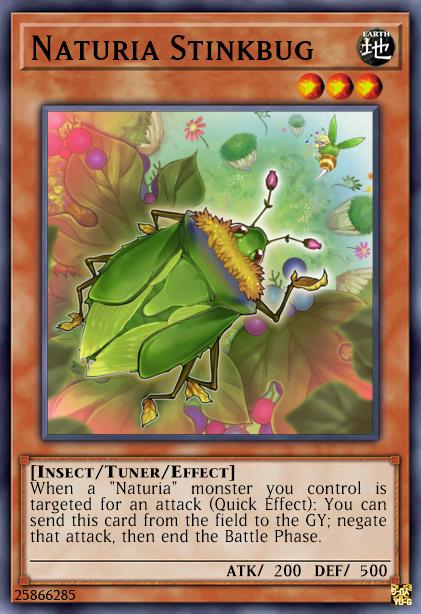 NATURIA STINKBUG
EARTH
地
[INSECT/TUNER/EFFECT]
When a "Naturia" monster you control is
targeted for an attack (Quick Effect): You can
send this card from the field to the GY; negate
that attack, then end the Battle Phase.
ATK/ 200 DEF/ 500
25866285